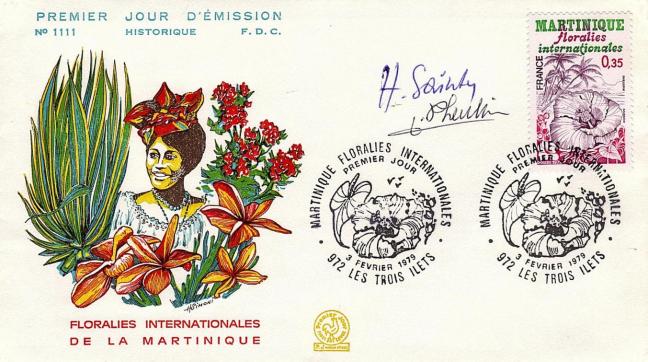 PREMIER JOUR D'ÉMISSION
Nº 1111 HISTORIQUE F.D.C.
MARTINIQUE
floralies
internationales
0,35
FRANCE
MARTINIQUE FLORALIES INTERNATIONALES
PREMIER JOUR
3 FEVRIER 1979
972 LES TROIS ILETS
MARTINIQUE FLORALIES INTERNATIONALES
PREMIER JOUR
3 FEVRIER 1979
972 LES TROIS ILETS
FLORALIES INTERNATIONALES
DE LA MARTINIQUE